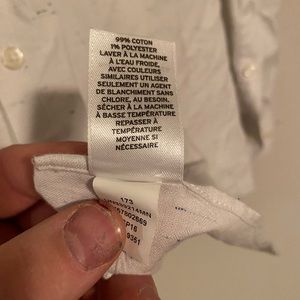 99% COTON
1% POLYESTER
LAVER À LA MACHINE
À L'EAU FROIDE,
AVEC COULEURS
SIMILAIRES UTILISER
SEULEMENT UN AGENT
DE BLANCHIMENT SANS
CHLORE, AU BESOIN.
SÉCHER À LA MACHINE
À BASSE TEMPÉRATURE
REPASSER À
TEMPÉRATURE
MOYENNE SI
NÉCESSAIRE
173